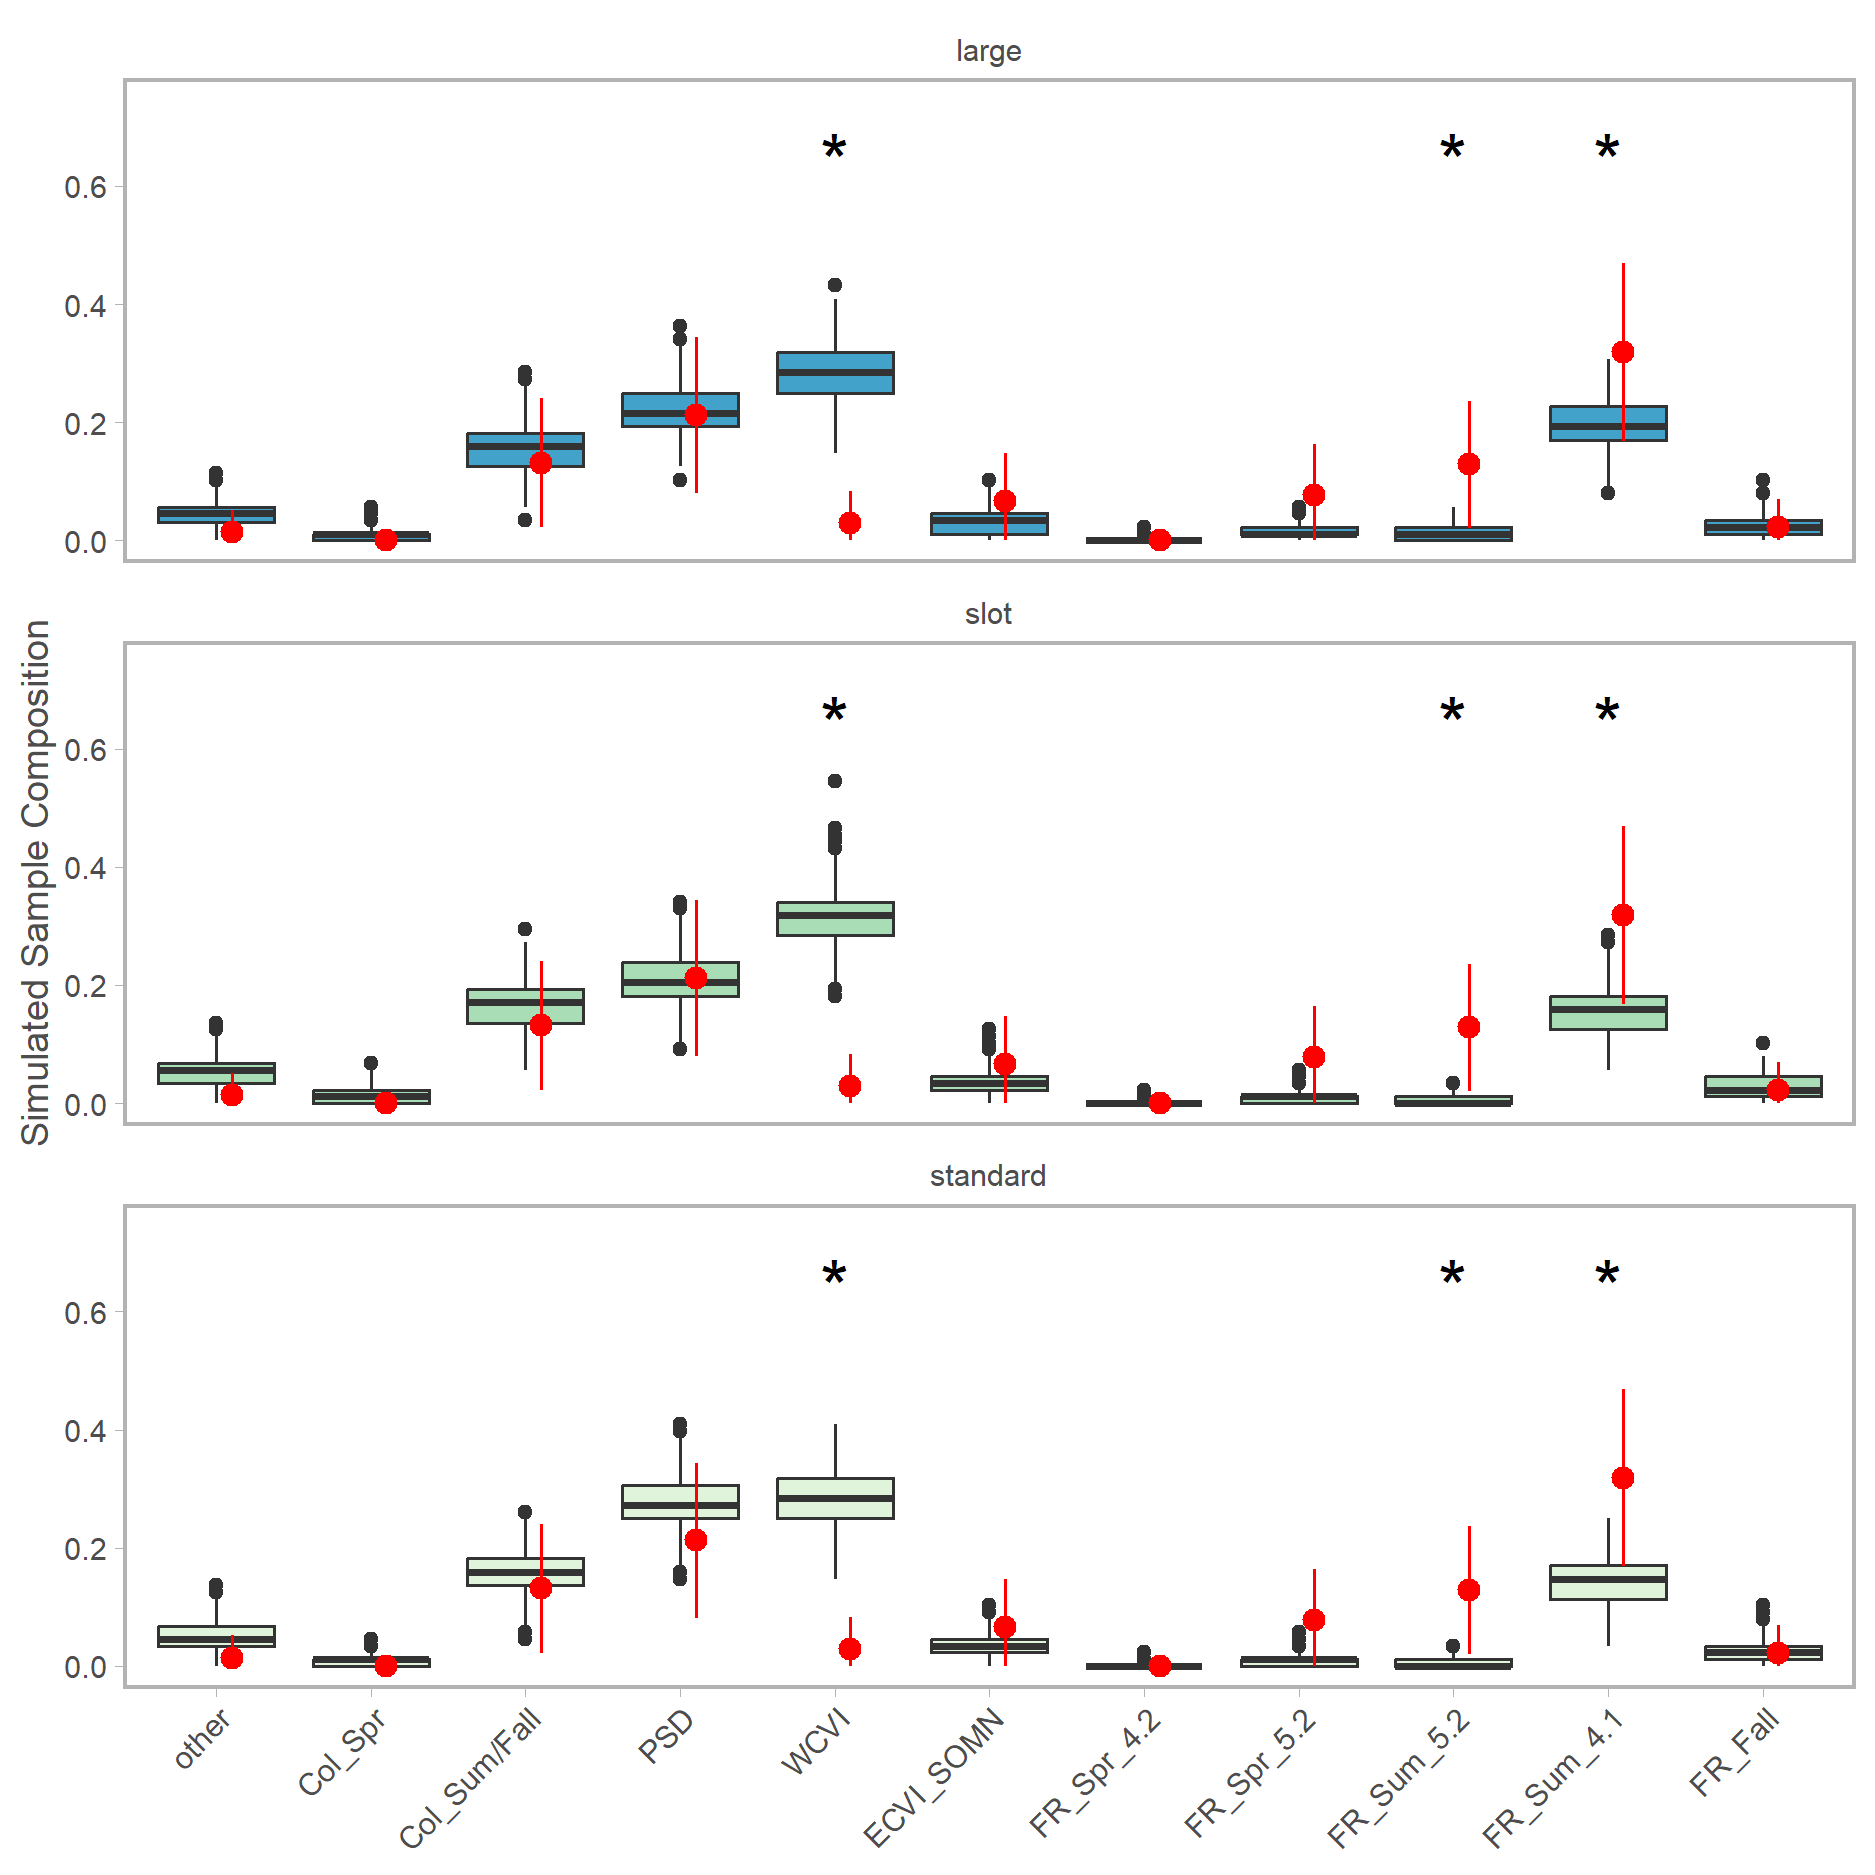 large
* * *
0.6
0.4
0.2
0.0
slot
* * *
0.6
0.4
0.2
0.0
standard
* * *
0.6
0.4
0.2
0.0
Simulated Sample Composition
other
Col_Spr
Col_Sum/Fall
PSD
WCVI
ECVI_SOMN
FR_Spr_4.2
FR_Spr_5.2
FR_Sum_5.2
FR_Sum_4.1
FR_Fall